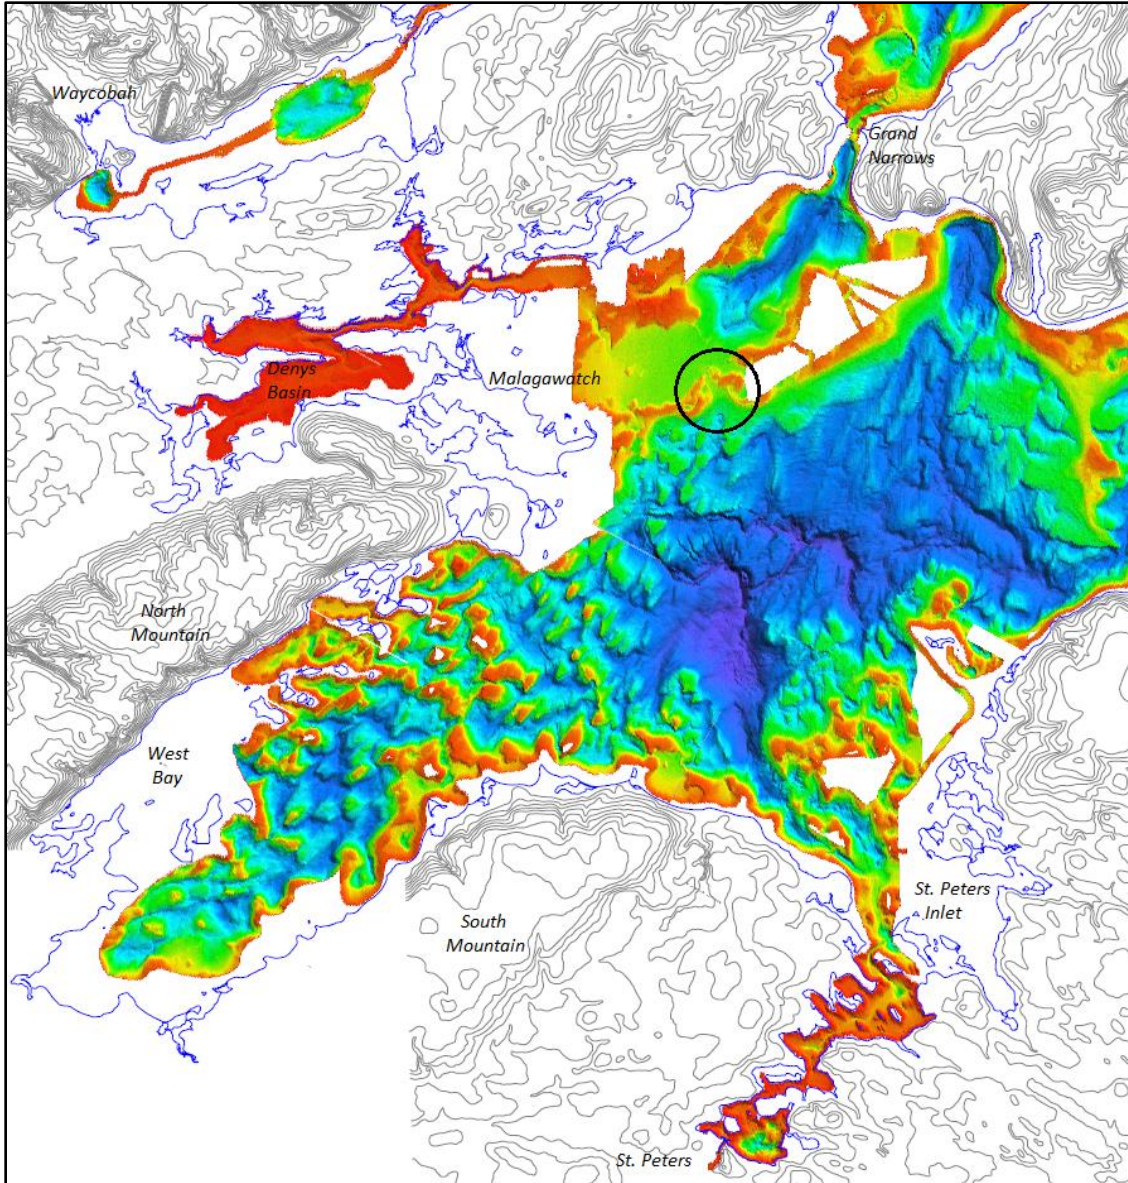 Waycobah
Grand
Narrows
Denys
Basin
Malagawatch
North
Mountain
West
Bay
St. Peters
Inlet
South
Mountain
St. Peters